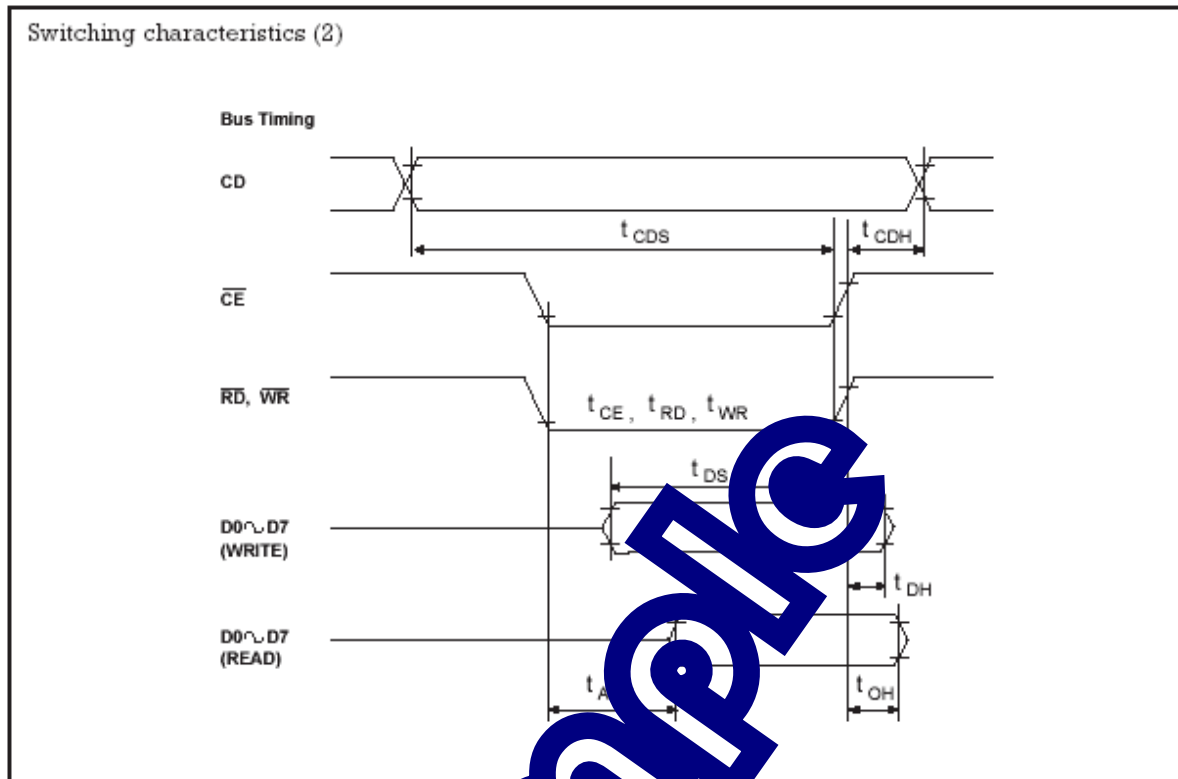 Switching characteristics (2)
Bus Timing
CD
t CDS
t CDH
CE
RD, WR
t CE, t RD, t WR
t DS
D0∿D7
(WRITE)
t DH
D0∿D7
(READ)
t OH